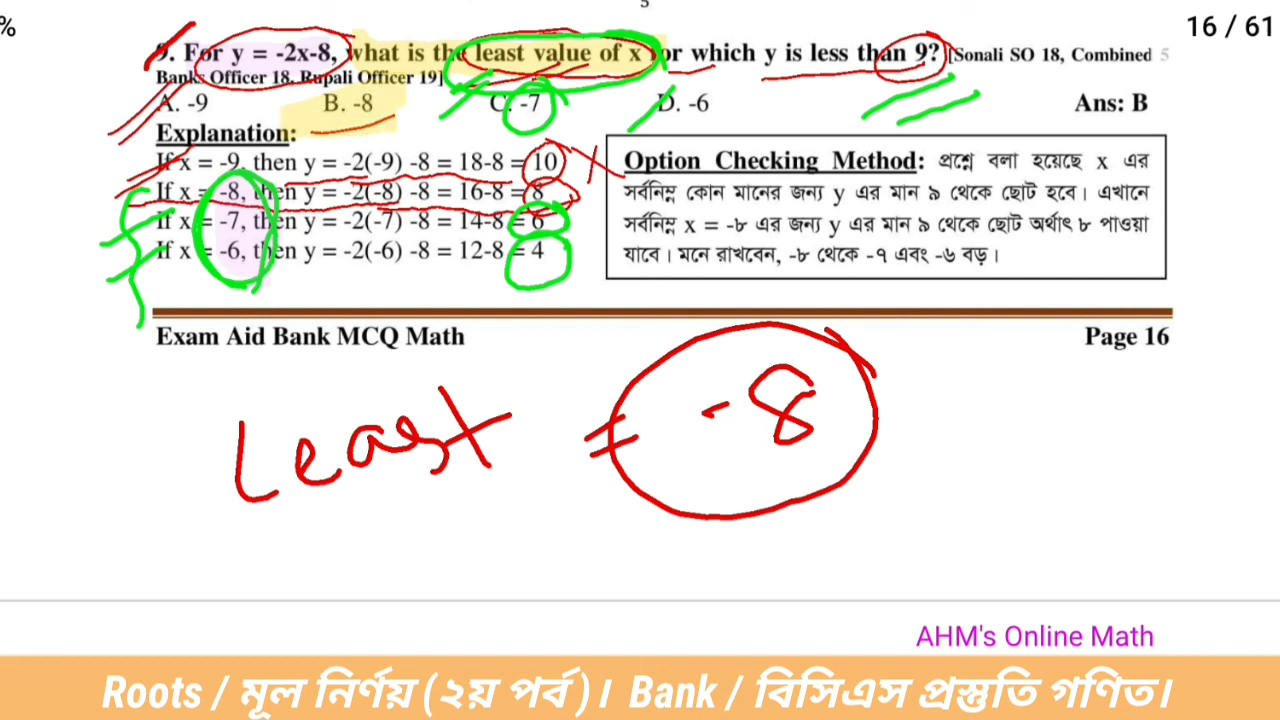 5
%
16 / 61
9. For y = -2x-8, what is the least value of x for which y is less than 9? [Sonali SO 18, Combined 5
Banks Officer 18, Rupali Officer 19]
A. -9 B. -8 C. -7 D. -6 Ans: B
Explanation:
If x = -9, then y = -2(-9) -8 = 18-8 = 10
If x = -8, then y = -2(-8) -8 = 16-8 = 8
If x = -7, then y = -2(-7) -8 = 14-8 = 6
If x = -6, then y = -2(-6) -8 = 12-8 = 4
Option Checking Method: প্রশ্নে বলা হয়েছে x এর
সর্বনিম্ন কোন মানের জন্য y এর মান ৯ থেকে ছোট হবে। এখানে
সর্বনিম্ন x = -৮ এর জন্য y এর মান ৯ থেকে ছোট অর্থাৎ ৮ পাওয়া
যাবে। মনে রাখবেন, -৮ থেকে -৭ এবং -৬ বড়।
Exam Aid Bank MCQ Math Page 16
Least = -8
AHM's Online Math
Roots / মূল নির্ণয় (২য় পর্ব)। Bank / বিসিএস প্রস্তুতি গণিত।